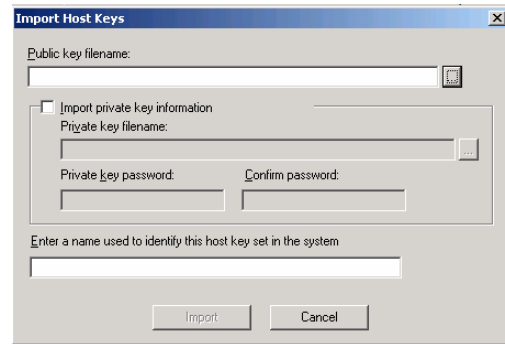 Import Host Keys
Public key filename:
Import private key information
Private key filename:
...
Private key password: Confirm password:
Enter a name used to identify this host key set in the system
Import Cancel